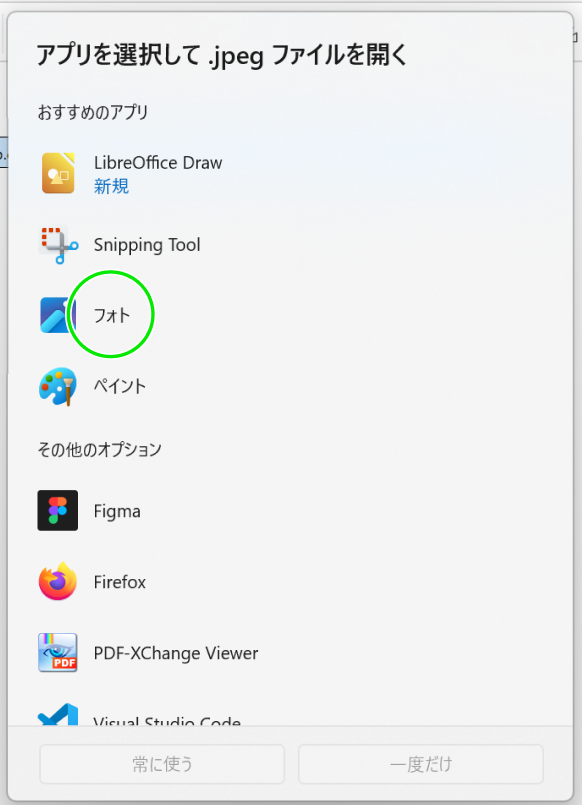 アプリを選択して .jpeg ファイルを開く
おすすめのアプリ
LibreOffice Draw
新規
Snipping Tool
フォト
ペイント
その他のオプション
Figma
Firefox
PDF
PDF-XChange Viewer
Visual Studio Code
常に使う
一度だけ